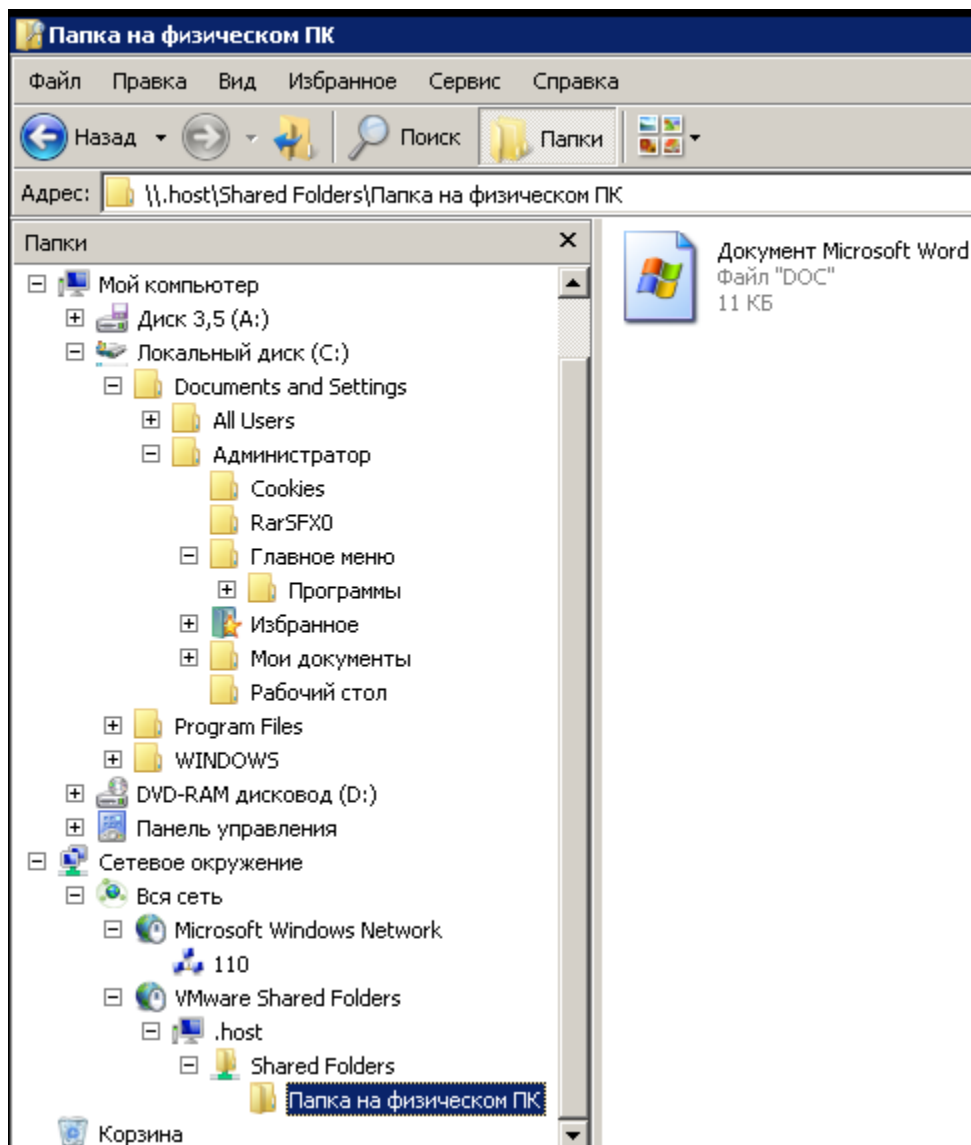 Папка на физическом ПК
Файл Правка Вид Избранное Сервис Справка
Назад Поиск Папки
Адрес: \\.host\Shared Folders\Папка на физическом ПК
Папки
Мой компьютер
Диск 3,5 (A:)
Локальный диск (C:)
Documents and Settings
All Users
Администратор
Cookies
RarSFX0
Главное меню
Программы
Избранное
Мои документы
Рабочий стол
Program Files
WINDOWS
DVD-RAM дисковод (D:)
Панель управления
Сетевое окружение
Вся сеть
Microsoft Windows Network
110
VMware Shared Folders
.host
Shared Folders
Папка на физическом ПК
Корзина
Документ Microsoft Word
Файл "DOC"
11 КБ